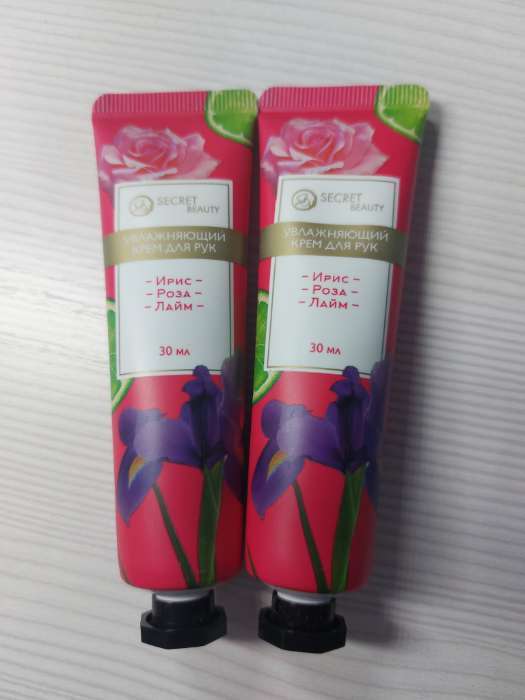 SECRET
BEAUTY
УВЛАЖНЯЮЩИЙ
КРЕМ ДЛЯ РУК
- Ирис -
- Роза -
- Лайм -
30 мл
SECRET
BEAUTY
УВЛАЖНЯЮЩИЙ
КРЕМ ДЛЯ РУК
- Ирис -
- Роза -
- Лайм -
30 мл